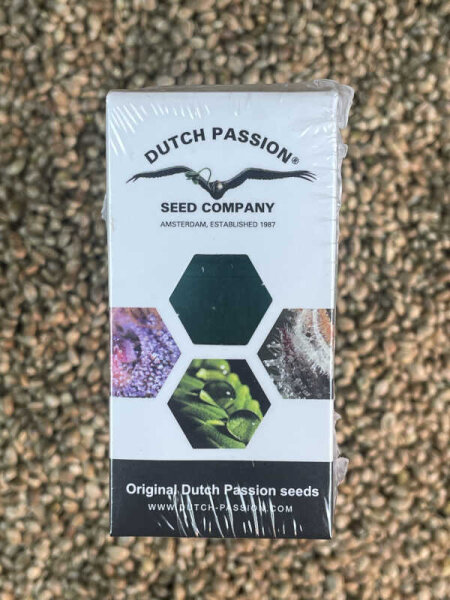 DUTCH PASSION®
SEED COMPANY
AMSTERDAM, ESTABLISHED 1987
Original Dutch Passion seeds
WWW.DUTCH-PASSION.COM